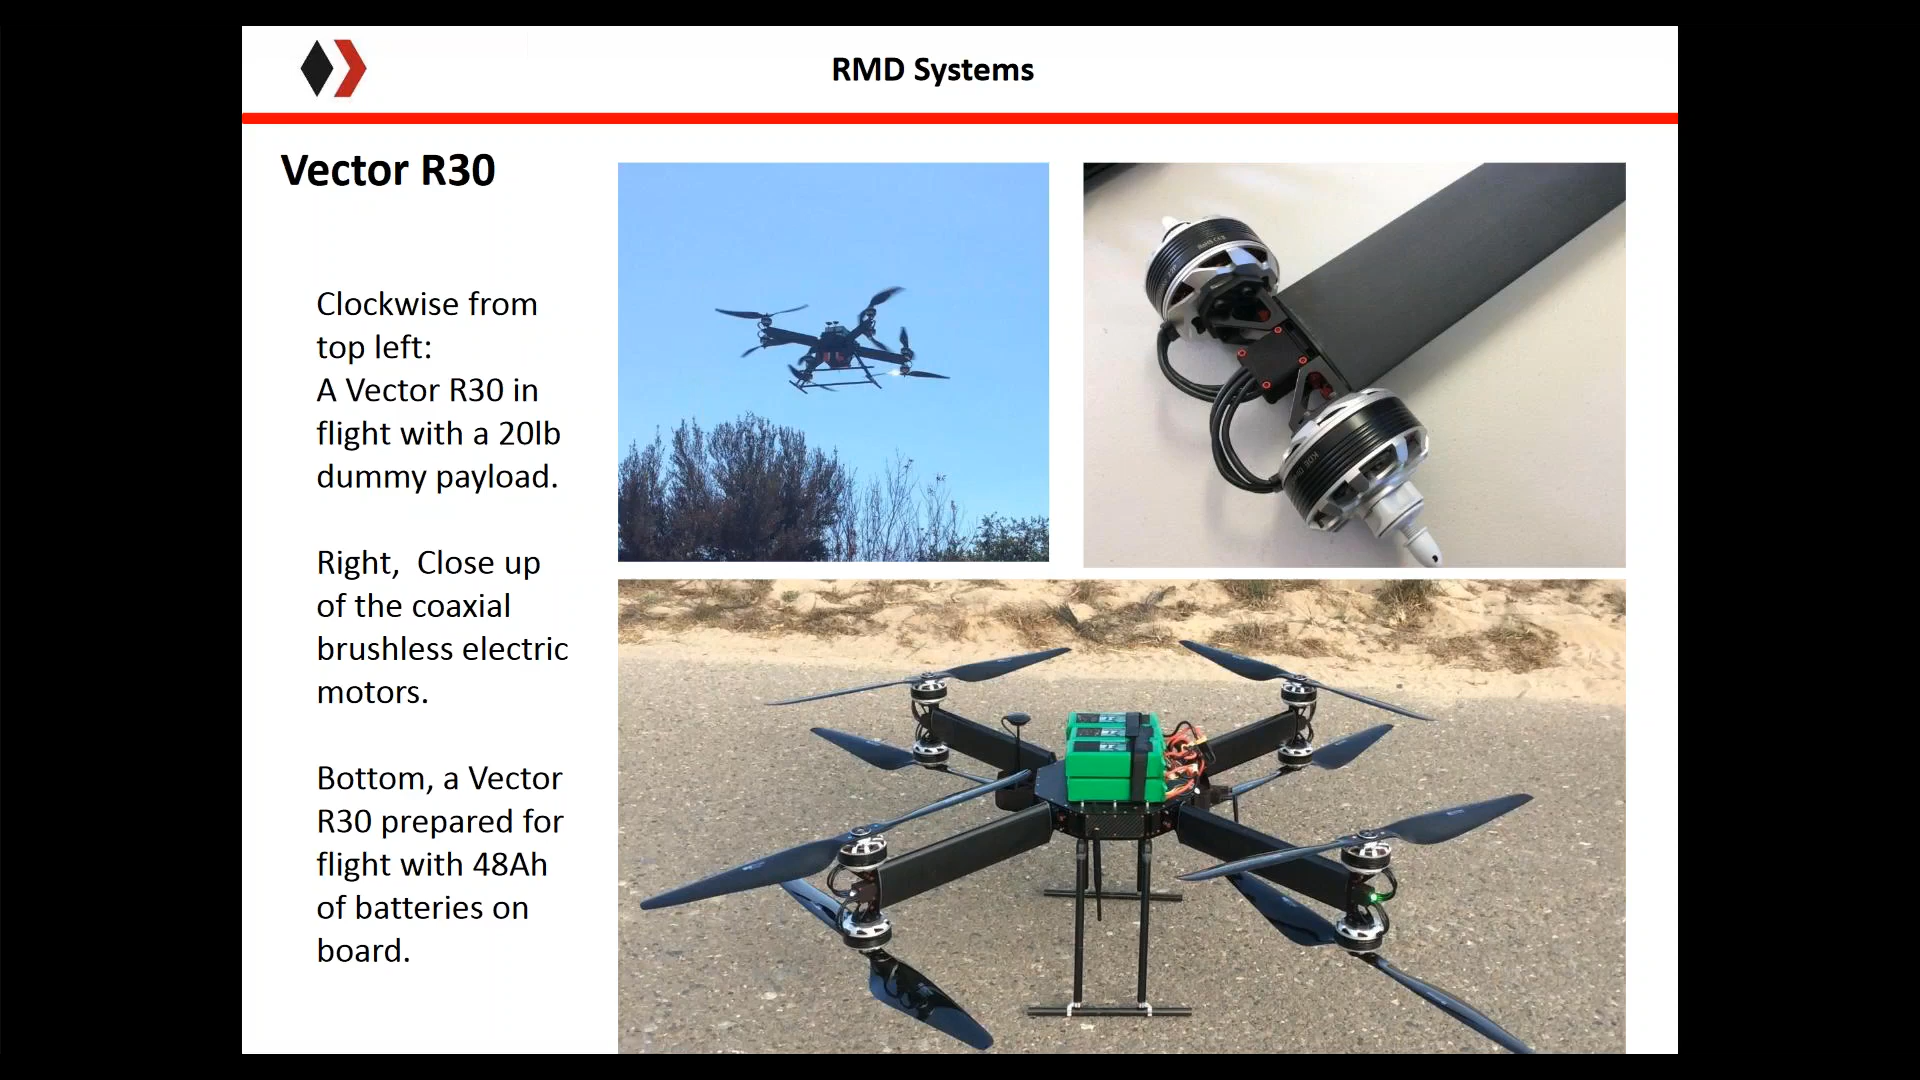 RMD Systems
Vector R30
Clockwise from
top left:
A Vector R30 in
flight with a 20lb
dummy payload.
Right,  Close up
of the coaxial
brushless electric
motors.
Bottom, a Vector
R30 prepared for
flight with 48Ah
of batteries on
board.
KDE